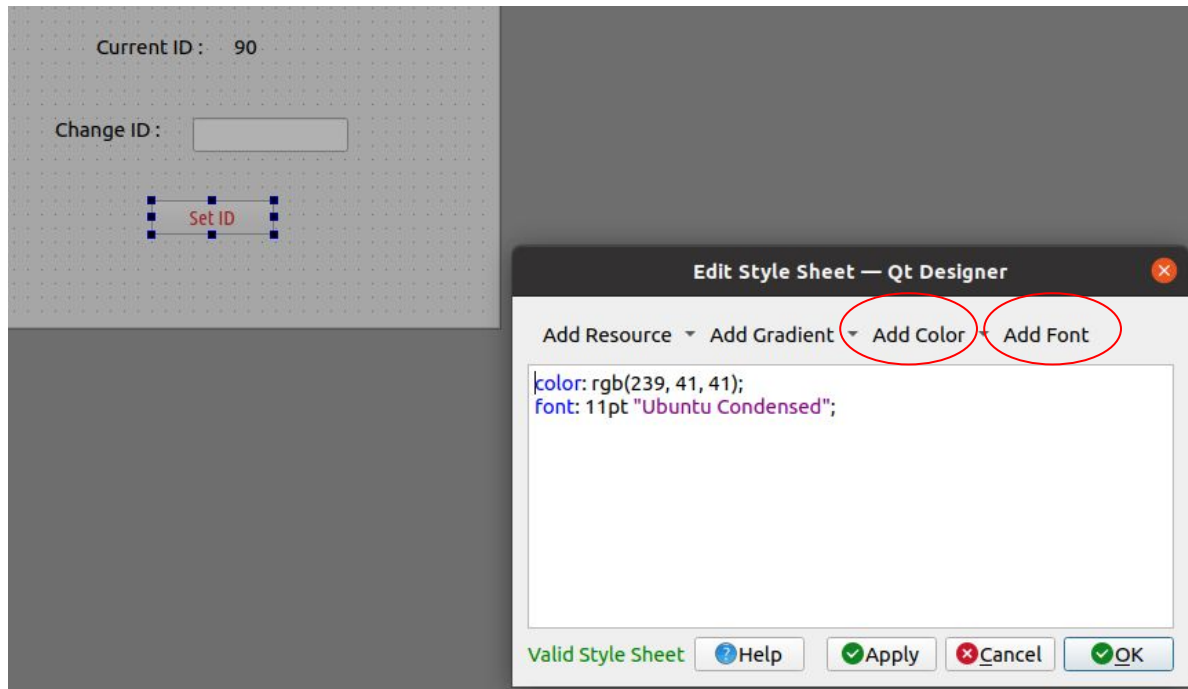 Current ID : 90
Change ID :
Set ID
Edit Style Sheet — Qt Designer
Add Resource Add Gradient Add Color Add Font
color: rgb(239, 41, 41);
font: 11pt "Ubuntu Condensed";
Valid Style Sheet Help Apply Cancel OK